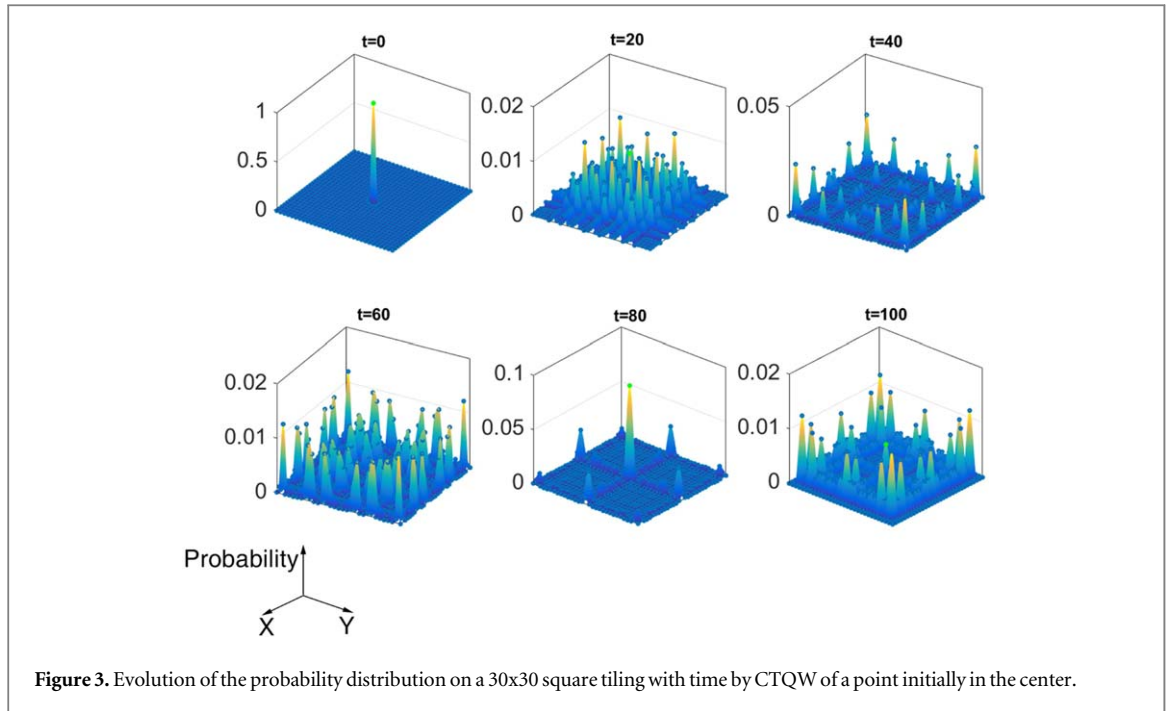 t=0
1
0.5
0
t=20
0.02
0.01
0
t=40
0.05
0
t=60
0.02
0.01
0
t=80
0.1
0.05
0
t=100
0.02
0.01
0
Probability
X
Y
Figure 3. Evolution of the probability distribution on a 30x30 square tiling with time by CTQW of a point initially in the center.